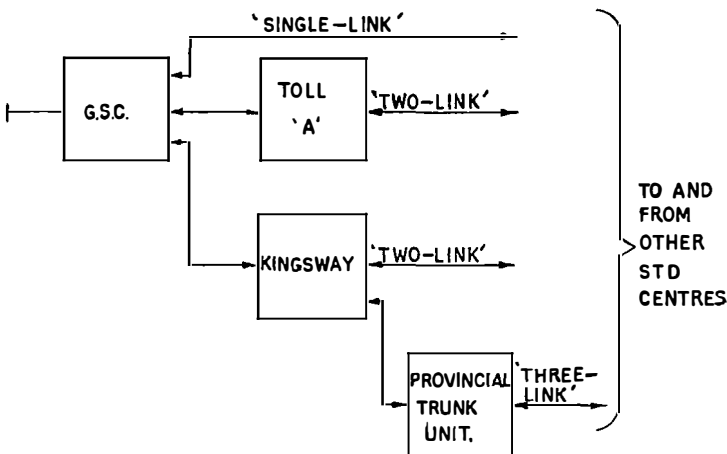 'SINGLE-LINK'
G.S.C.
TOLL
'A'
'TWO-LINK'
KINGSWAY
'TWO-LINK'
PROVINCIAL
TRUNK
UNIT.
'THREE-
LINK'
TO AND
FROM
OTHER
STD
CENTRES